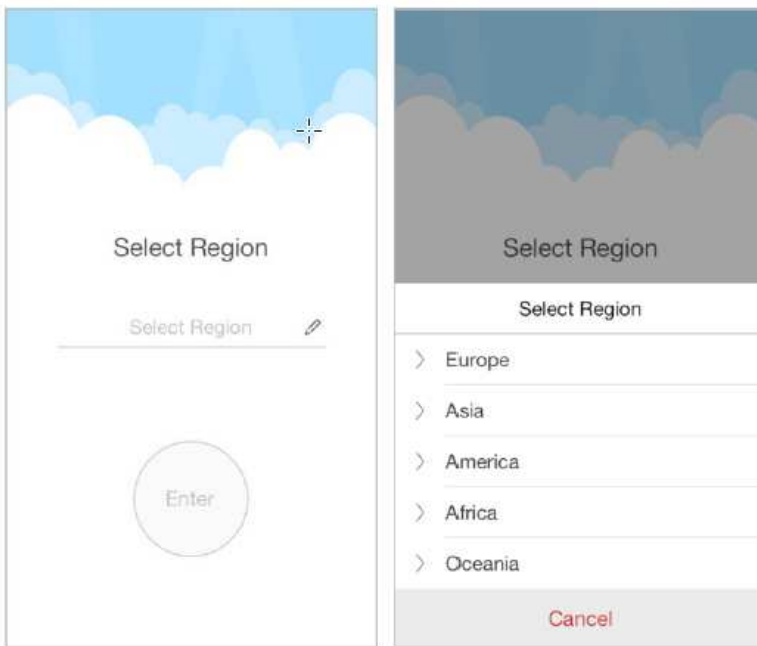 Select Region
Select Region
Enter
Select Region
Select Region
Europe
Asia
America
Africa
Oceania
Cancel